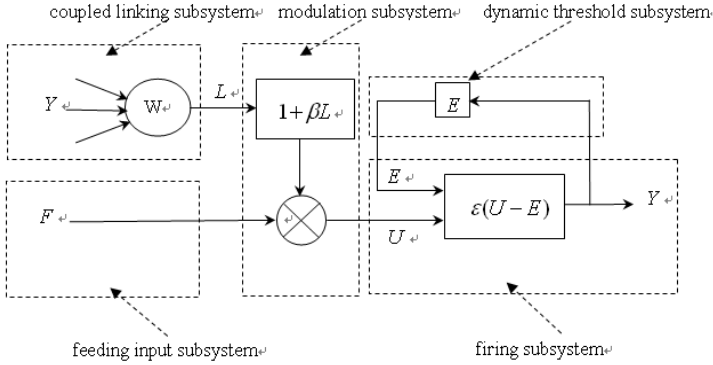 coupled linking subsystem
modulation subsystem
dynamic threshold subsystem
Y
W
L
1+βL
E
F
E
U
ε(U − E)
Y
feeding input subsystem
firing subsystem